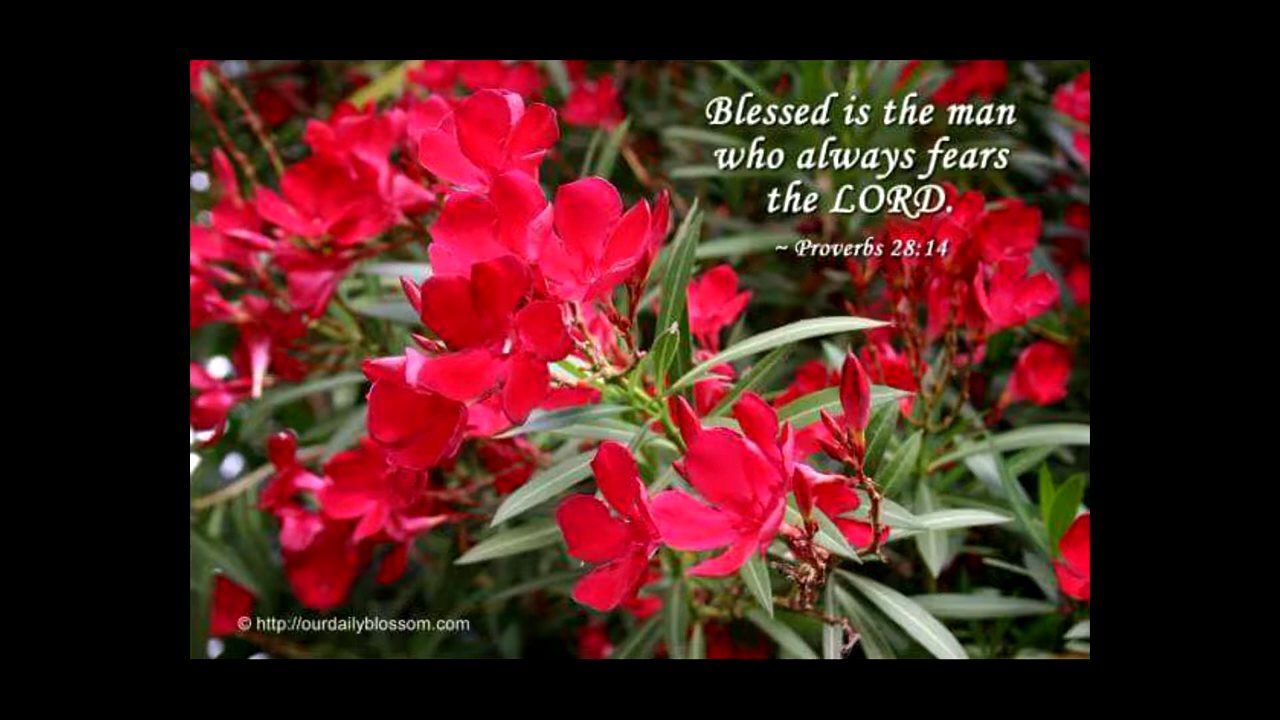 Blessed is the man
who always fears
the LORD.
~ Proverbs 28:14
© http://ourdailyblossom.com